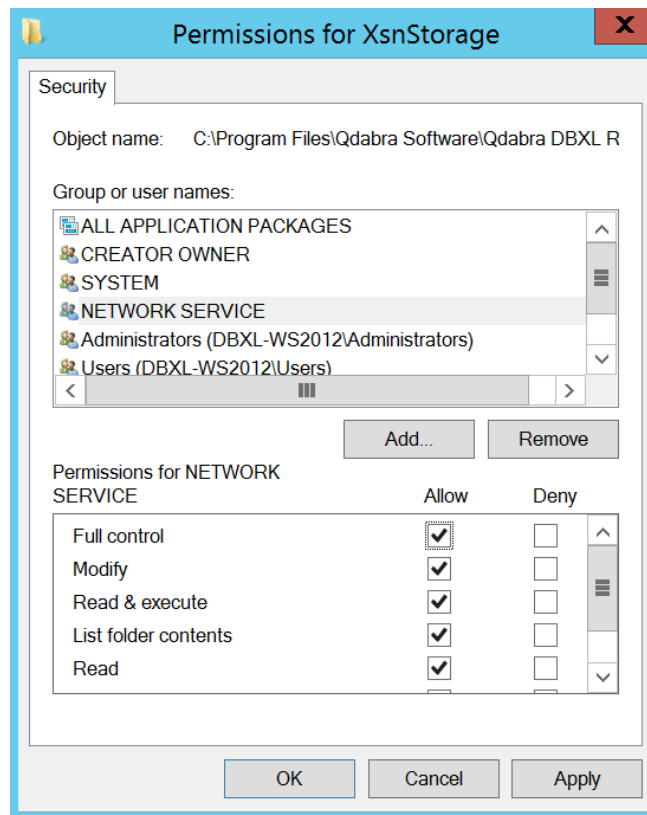 Permissions for XsnStorage
X
Security
Object name: C:\Program Files\Qdabra Software\Qdabra DBXL R
Group or user names:
ALL APPLICATION PACKAGES
CREATOR OWNER
SYSTEM
NETWORK SERVICE
Administrators (DBXL-WS2012\Administrators)
Users (DBXL-WS2012\Users)
Add... Remove
Permissions for NETWORK
SERVICE Allow Deny
Full control
Modify
Read & execute
List folder contents
Read
OK Cancel Apply